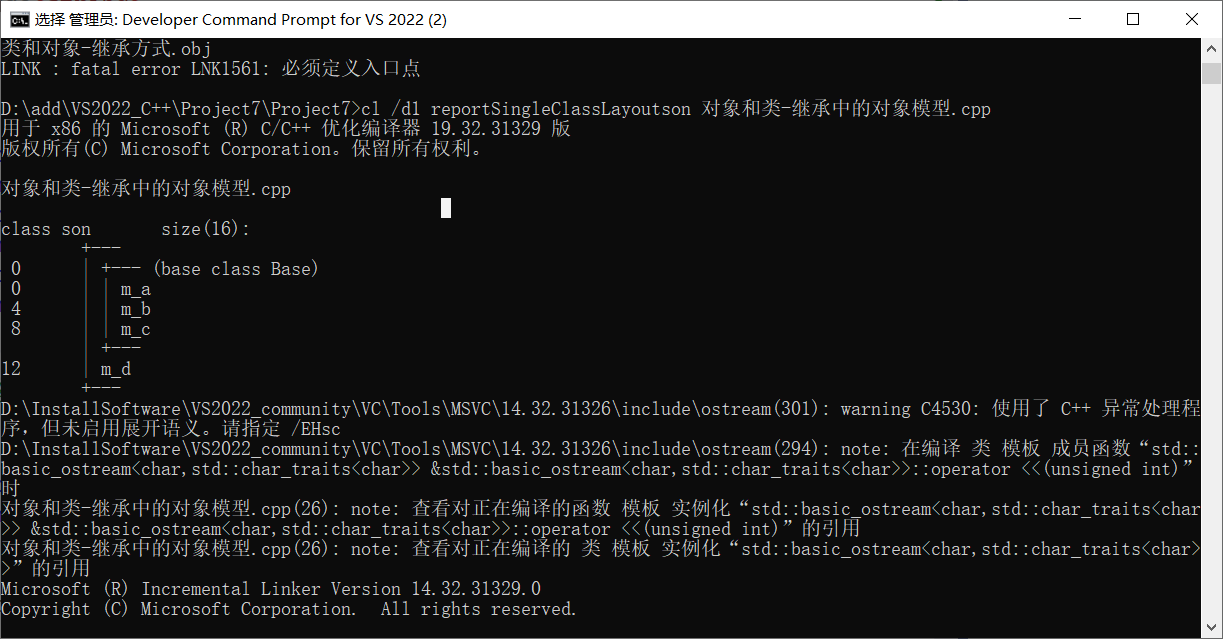 选择 管理员: Developer Command Prompt for VS 2022 (2)
类和对象-继承方式.obj
LINK : fatal error LNK1561: 必须定义入口点
D:\add\VS2022_C++\Project7\Project7>cl /d1 reportSingleClassLayoutson 对象和类-继承中的对象模型.cpp
用于 x86 的 Microsoft (R) C/C++ 优化编译器 19.32.31329 版
版权所有(C) Microsoft Corporation。保留所有权利。
对象和类-继承中的对象模型.cpp
class son       size(16):
        +---
 0      | +--- (base class Base)
 0      | | m_a
 4      | | m_b
 8      | | m_c
        | +---
12      | m_d
        +---
D:\InstallSoftware\VS2022_community\VC\Tools\MSVC\14.32.31326\include\ostream(301): warning C4530: 使用了 C++ 异常处理程
序，但未启用展开语义。请指定 /EHsc
D:\InstallSoftware\VS2022_community\VC\Tools\MSVC\14.32.31326\include\ostream(294): note: 在编译 类 模板 成员函数“std::
basic_ostream<char,std::char_traits<char>> &std::basic_ostream<char,std::char_traits<char>>::operator <<(unsigned int)”
时
对象和类-继承中的对象模型.cpp(26): note: 查看对正在编译的函数 模板 实例化“std::basic_ostream<char,std::char_traits<char
>> &std::basic_ostream<char,std::char_traits<char>>::operator <<(unsigned int)”的引用
对象和类-继承中的对象模型.cpp(26): note: 查看对正在编译的 类 模板 实例化“std::basic_ostream<char,std::char_traits<char>
>”的引用
Microsoft (R) Incremental Linker Version 14.32.31329.0
Copyright (C) Microsoft Corporation.  All rights reserved.